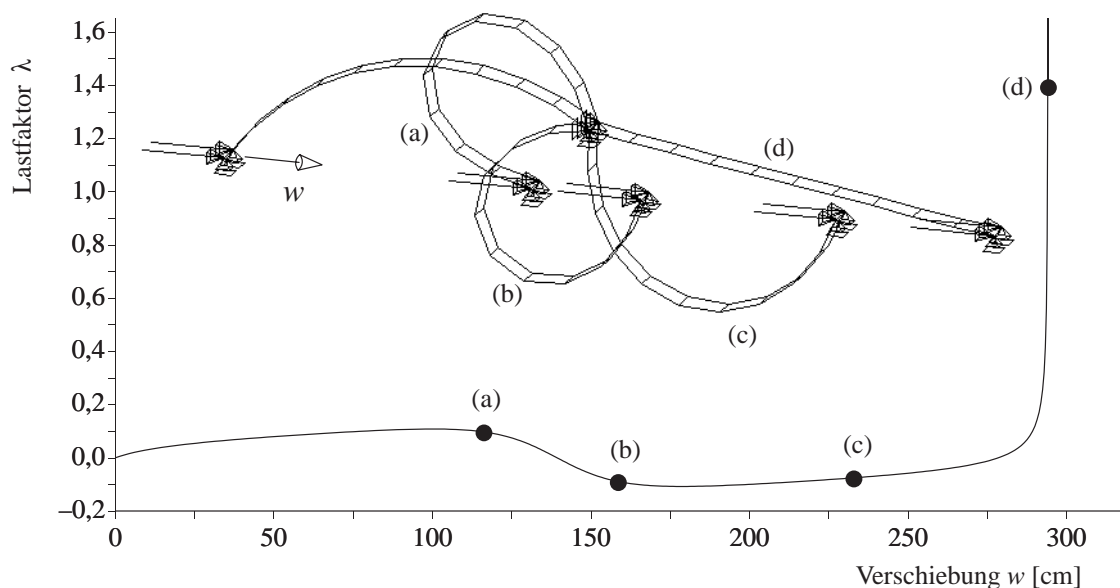 Lastfaktor λ
1,6
1,4
1,2
1,0
0,8
0,6
0,4
0,2
0,0
–0,2
0
50
100
150
200
250
300
Verschiebung w [cm]
w
(a)
(b)
(c)
(d)
(a)
(b)
(c)
(d)